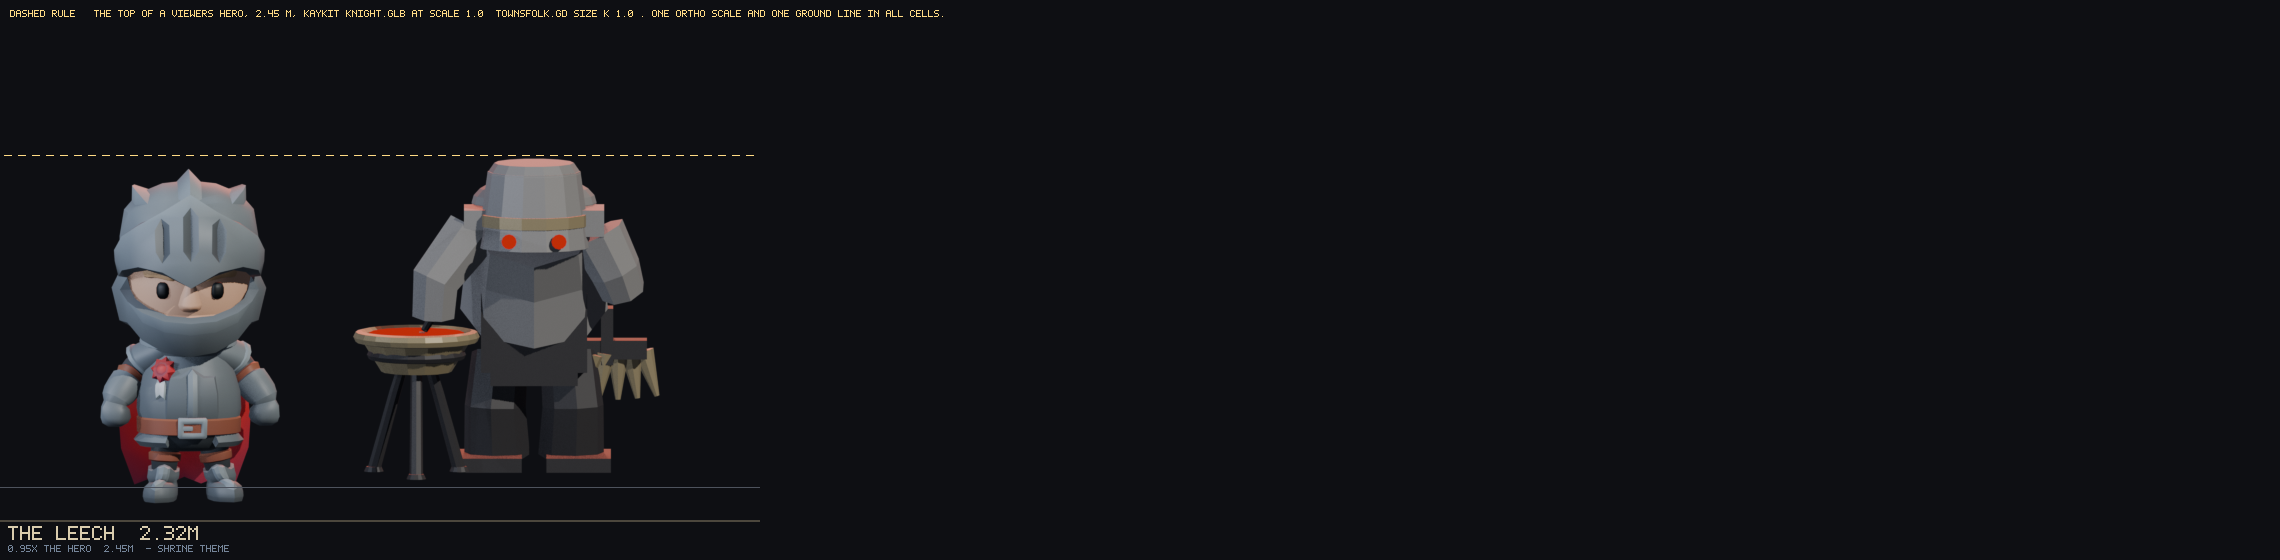 DASHED RULE   THE TOP OF A VIEWERS HERO, 2.45 M, KAYKIT KNIGHT.GLB AT SCALE 1.0  TOWNSFOLK.GD SIZE K 1.0 . ONE ORTHO SCALE AND ONE GROUND LINE IN ALL CELLS.
THE LEECH  2.32M
0.95X THE HERO  2.45M  - SHRINE THEME